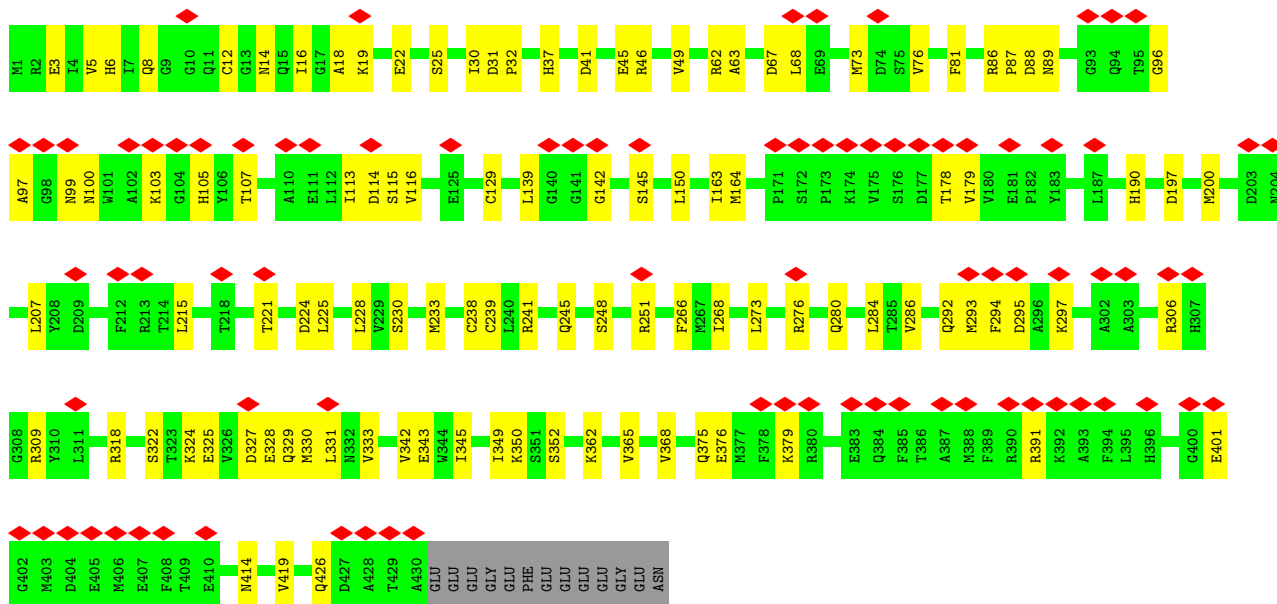 M1 R2 E3 I4 V5 H6 I7 Q8 G9 G10 Q11 C12 G13 N14 Q15 I16 G17 A18 K19 E22 S25 I30 D31 P32 H37 D41 E45 R46 V49 R62 A63 D67 L68 E69 M73 D74 S75 V76 F81 R86 P87 D88 N89 G93 Q94 T95 G96
A97 G98 N99 N100 W101 A102 K103 G104 H105 Y106 T107 A110 E111 L112 I113 D114 S115 V116 E125 C129 L139 G140 G141 G142 S145 L150 I163 M164 P171 S172 P173 K174 V175 S176 D177 T178 V179 V180 E181 P182 Y183 L187 H190 D197 M200 D203 N204
L207 Y208 D209 F212 R213 T214 L215 T218 T221 D224 L225 L228 V229 S230 M233 C238 C239 L240 R241 Q245 S248 R251 F266 M267 I268 L273 R276 Q280 L284 T285 V286 Q292 M293 F294 D295 A296 K297 A302 A303 R306 H307
G308 R309 Y310 L311 R318 S322 T323 K324 E325 V326 D327 E328 Q329 M330 L331 N332 V333 V342 E343 W344 I345 I349 K350 S351 S352 K362 V365 V368 Q375 E376 M377 F378 K379 R380 E383 Q384 F385 T386 A387 M388 F389 R390 R391 K392 A393 F394 L395 H396 G400 E401
G402 M403 D404 E405 M406 E407 F408 T409 E410 N414 V419 Q426 D427 A428 T429 A430 GLU GLU GLU GLY GLU PHE GLU GLU GLU GLU GLY GLU ASN